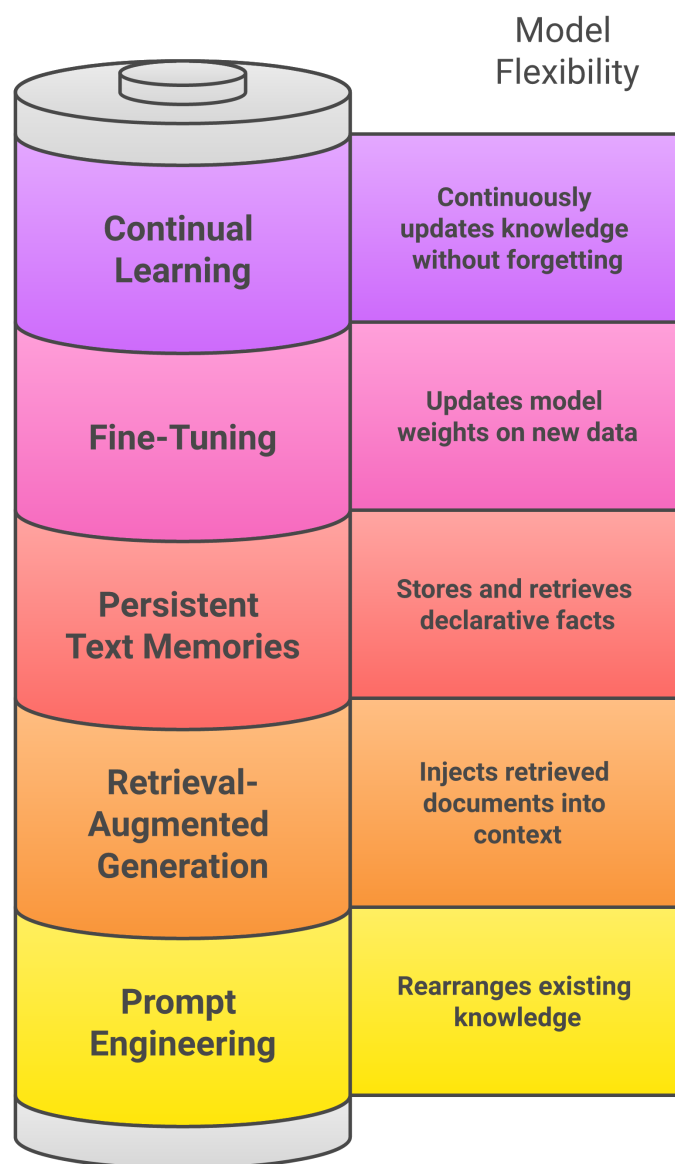 Model
Flexibility
Continual
Learning
Continuously
updates knowledge
without forgetting
Fine-Tuning
Updates model
weights on new data
Persistent
Text Memories
Stores and retrieves
declarative facts
Retrieval-
Augmented
Generation
Injects retrieved
documents into
context
Prompt
Engineering
Rearranges existing
knowledge